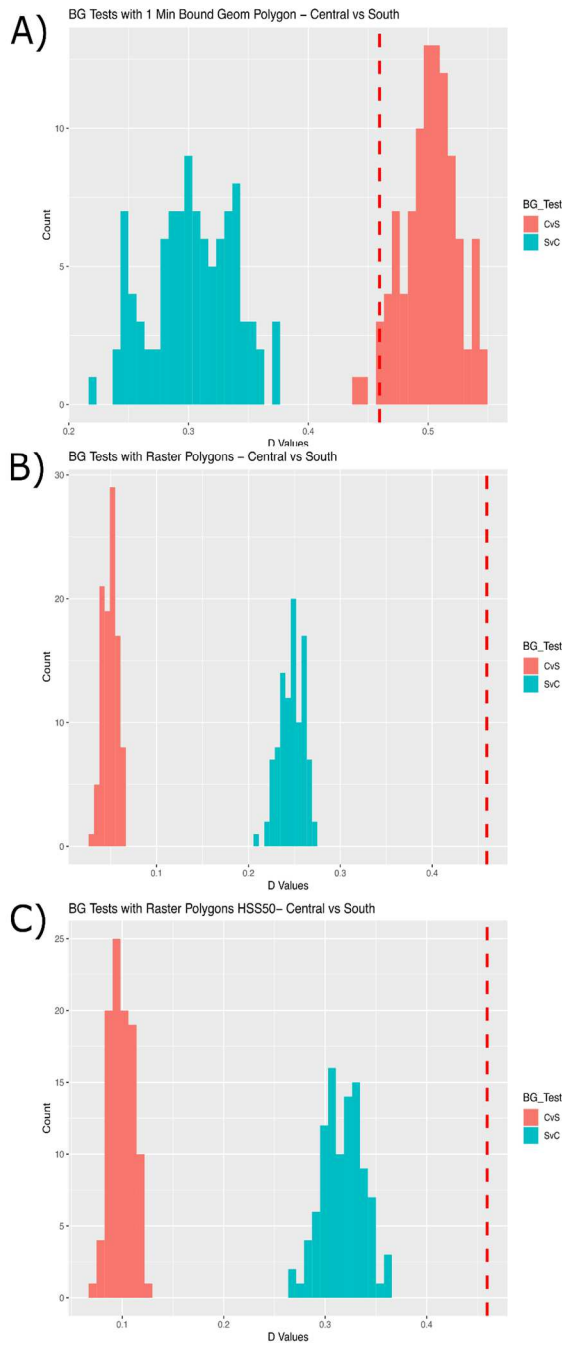 A)
BG Tests with 1 Min Bound Geom Polygon – Central vs South
10
5
0
Count
0.2
0.3
0.4
0.5
D Values
BG_Test
CvS
SvC
B)
BG Tests with Raster Polygons – Central vs South
30
20
10
0
Count
0.1
0.2
0.3
0.4
D Values
BG_Test
CvS
SvC
C)
BG Tests with Raster Polygons HSS50– Central vs South
25
20
15
10
5
0
Count
0.1
0.2
0.3
0.4
D Values
BG_Test
CvS
SvC